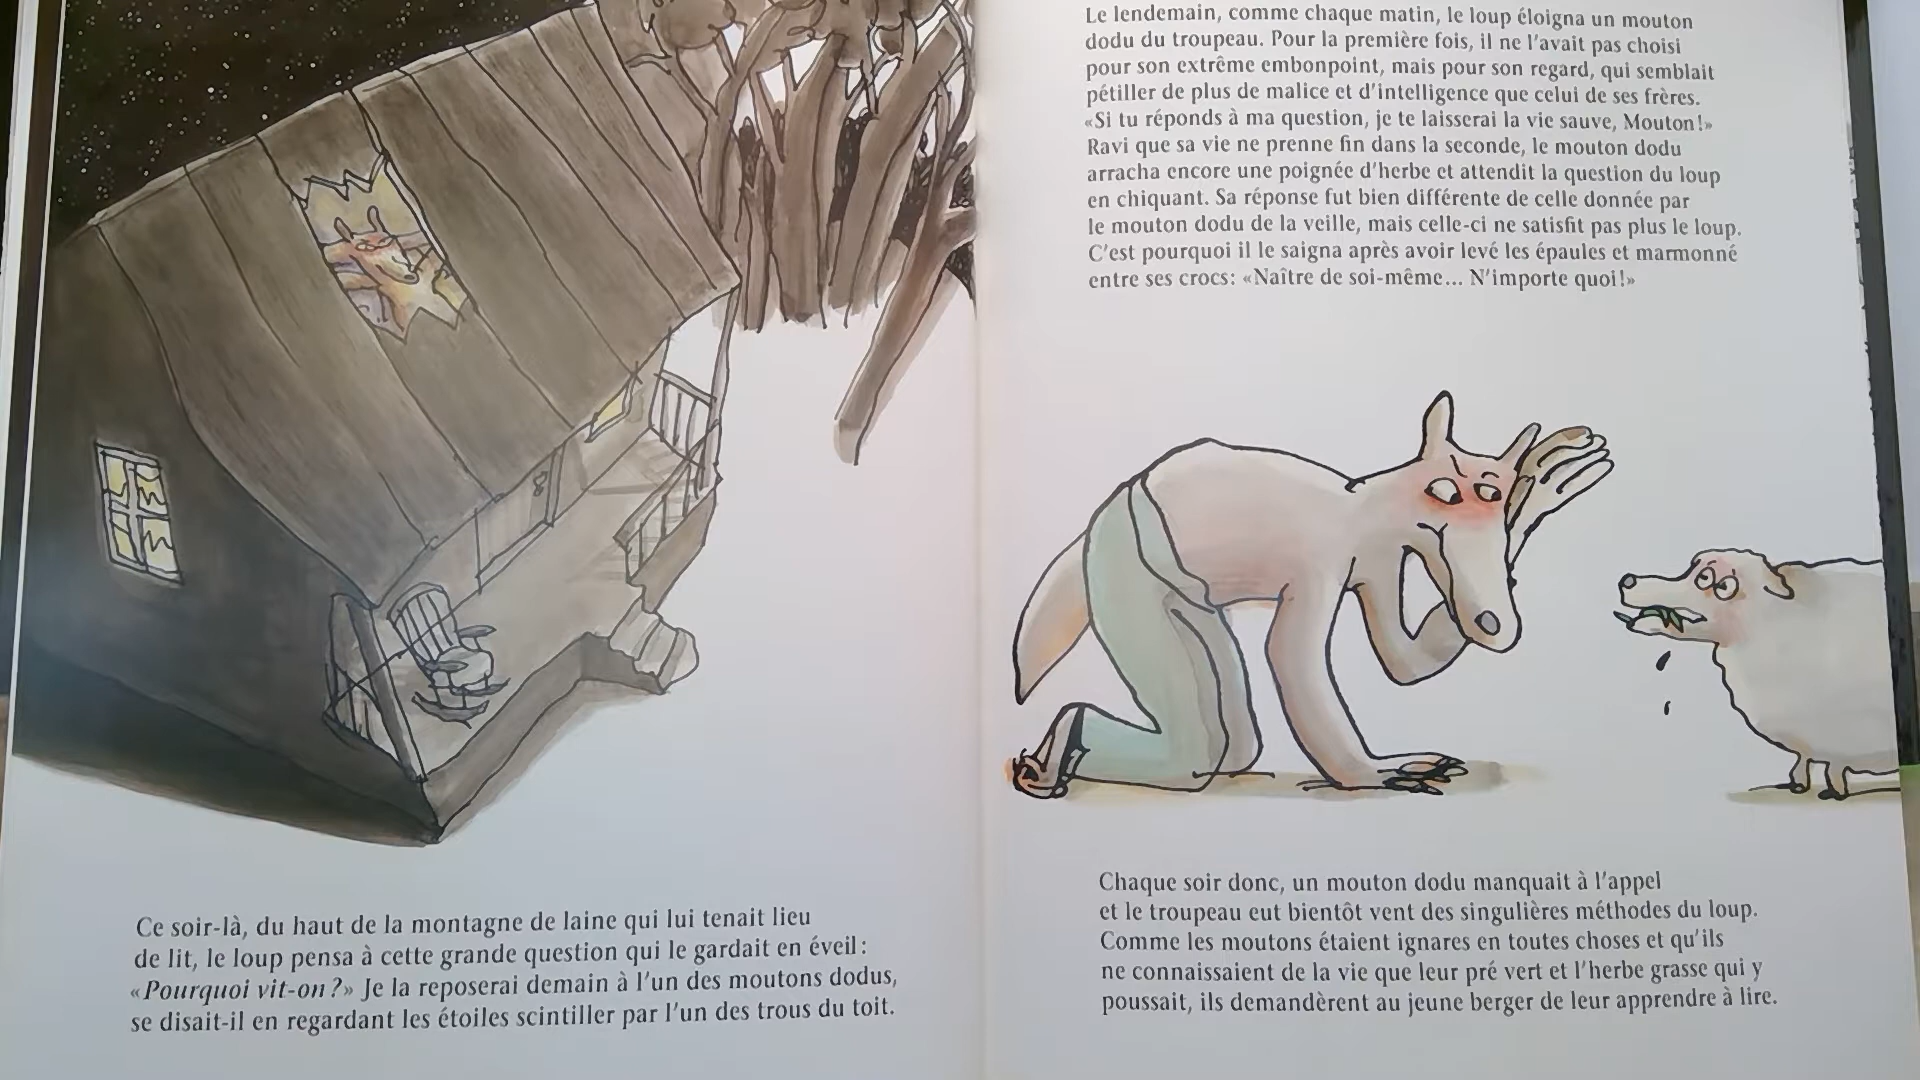 Ce soir-là, du haut de la montagne de laine qui lui tenait lieu
de lit, le loup pensa à cette grande question qui le gardait en éveil :
«Pourquoi vit-on ?» Je la reposerai demain à l'un des moutons dodus,
se disait-il en regardant les étoiles scintiller par l'un des trous du toit.
Le lendemain, comme chaque matin, le loup éloigna un mouton
dodu du troupeau. Pour la première fois, il ne l'avait pas choisi
pour son extrême embonpoint, mais pour son regard, qui semblait
pétiller de plus de malice et d'intelligence que celui de ses frères.
«Si tu réponds à ma question, je te laisserai la vie sauve, Mouton!»
Ravi que sa vie ne prenne fin dans la seconde, le mouton dodu
arracha encore une poignée d'herbe et attendit la question du loup
en chiquant. Sa réponse fut bien différente de celle donnée par
le mouton dodu de la veille, mais celle-ci ne satisfit pas plus le loup.
C'est pourquoi il le saigna après avoir levé les épaules et marmonné
entre ses crocs: «Naître de soi-même... N'importe quoi!»
Chaque soir donc, un mouton dodu manquait à l'appel
et le troupeau eut bientôt vent des singulières méthodes du loup.
Comme les moutons étaient ignares en toutes choses et qu'ils
ne connaissaient de la vie que leur pré vert et l'herbe grasse qui y
poussait, ils demandèrent au jeune berger de leur apprendre à lire.